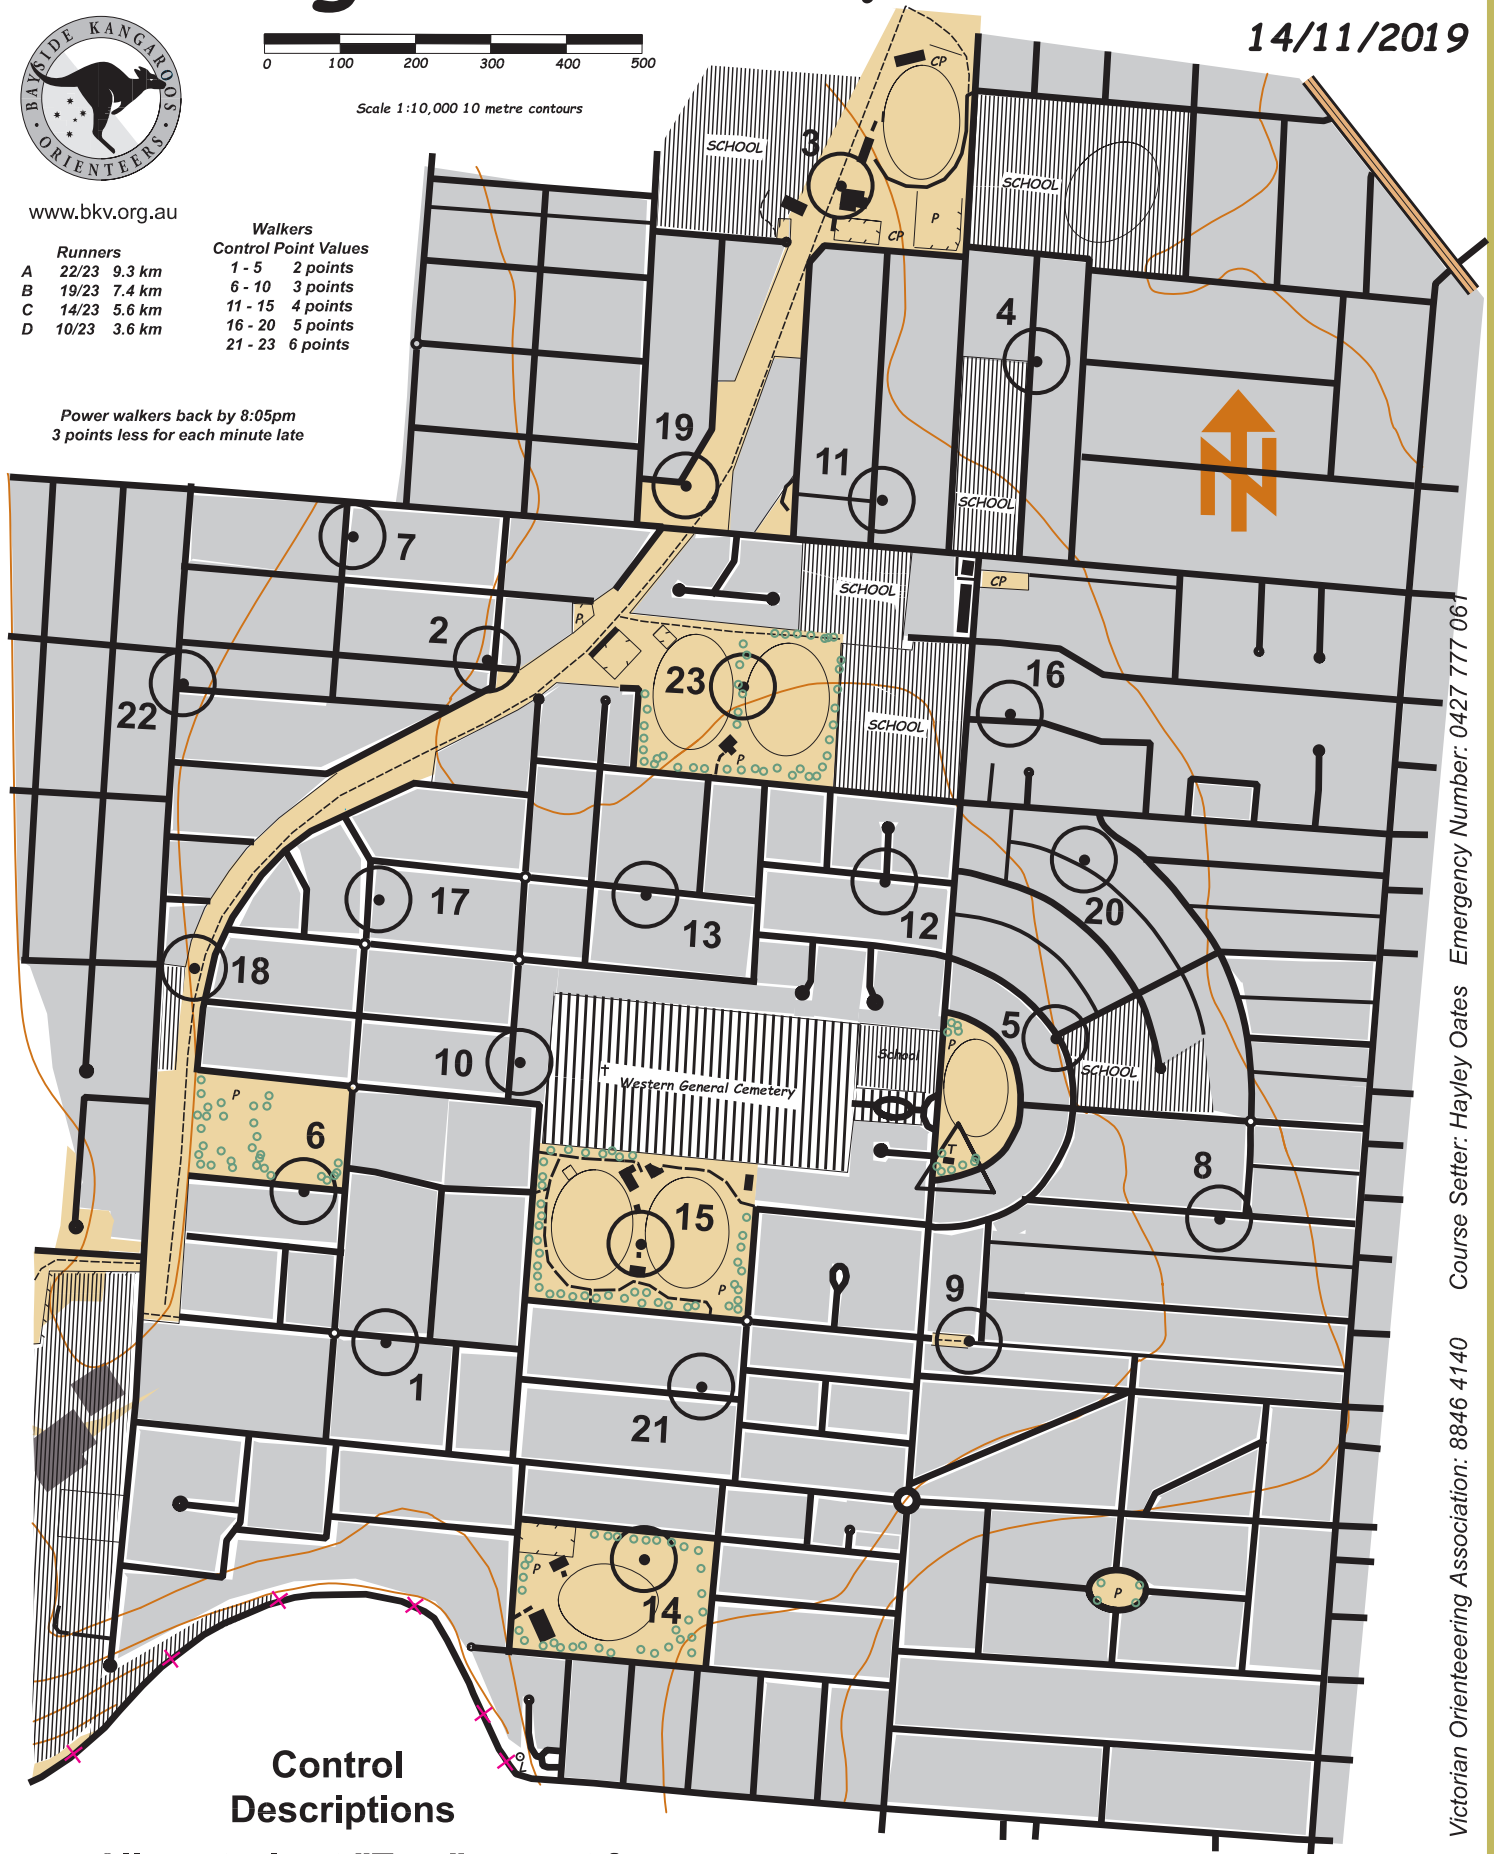 14/11/2019
BAYSIDE KANGAROOS
ORIENTEERS
www.bkv.org.au
0 100 200 300 400 500
Scale 1:10,000 10 metre contours
Runners
A 22/23 9.3 km
B 19/23 7.4 km
C 14/23 5.6 km
D 10/23 3.6 km
Walkers
Control Point Values
1 - 5 2 points
6 - 10 3 points
11 - 15 4 points
16 - 20 5 points
21 - 23 6 points
Power walkers back by 8:05pm
3 points less for each minute late
CP
SCHOOL
3
SCHOOL
P
CP
4
19
11
SCHOOL
N
7
SCHOOL
CP
P
2
23
16
22
SCHOOL
P
17
20
12
13
18
5
P
School
10
SCHOOL
Western General Cemetery
P
6
T
8
15
P
9
1
21
P
14
P
L
Control
Descriptions
Victorian Orienteeering Association: 8846 4140 Course Setter: Hayley Oates Emergency Number: 0427 777 061